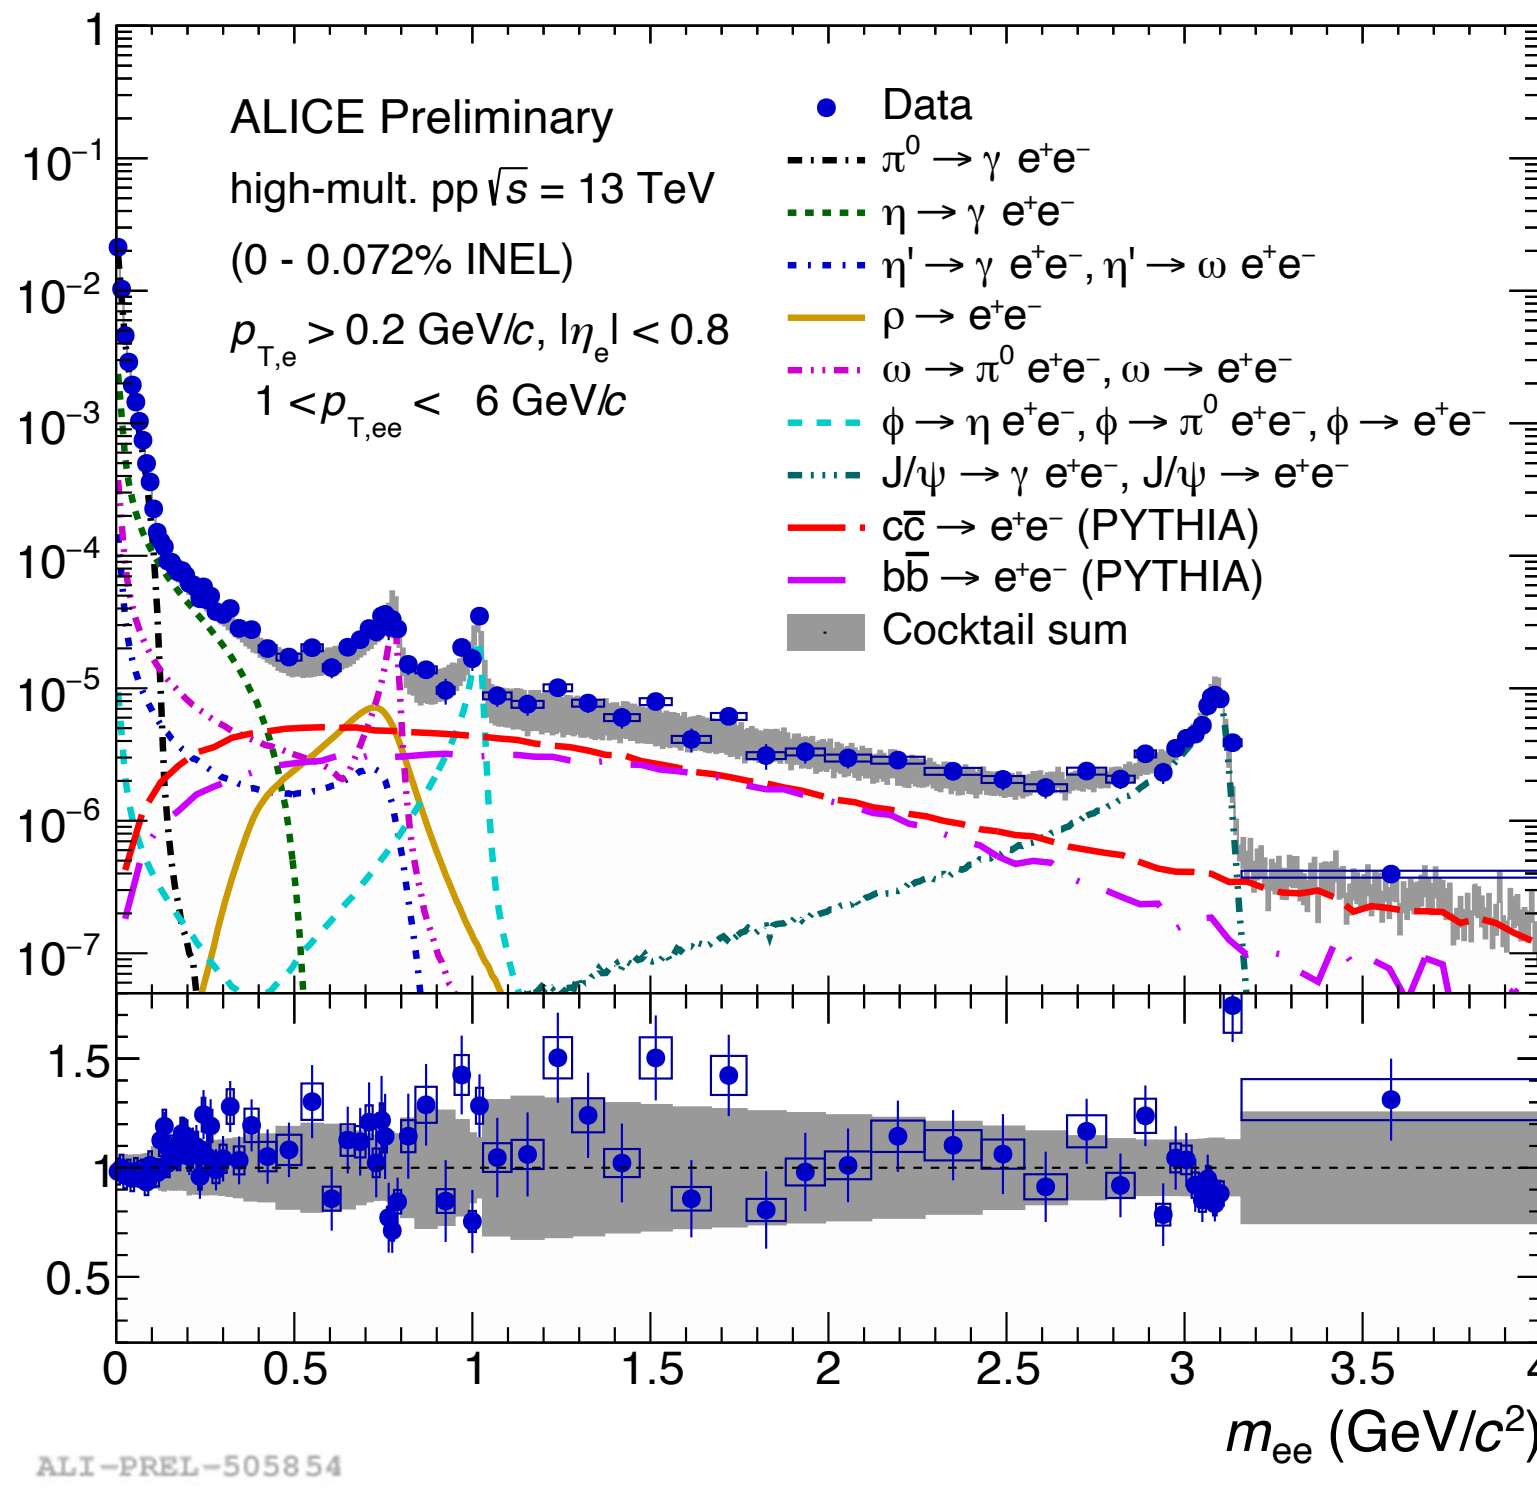 1
10⁻¹
10⁻²
10⁻³
10⁻⁴
10⁻⁵
10⁻⁶
10⁻⁷
ALICE Preliminary
high-mult. pp √s = 13 TeV
(0 - 0.072% INEL)
p_T,e > 0.2 GeV/c, |η_e| < 0.8
1 < p_T,ee < 6 GeV/c
Data
π⁰ → γ e⁺e⁻
η → γ e⁺e⁻
η' → γ e⁺e⁻, η' → ω e⁺e⁻
ρ → e⁺e⁻
ω → π⁰ e⁺e⁻, ω → e⁺e⁻
ϕ → η e⁺e⁻, ϕ → π⁰ e⁺e⁻, ϕ → e⁺e⁻
J/ψ → γ e⁺e⁻, J/ψ → e⁺e⁻
cc̅ → e⁺e⁻ (PYTHIA)
bb̅ → e⁺e⁻ (PYTHIA)
Cocktail sum
1.5
1
0.5
0 0.5 1 1.5 2 2.5 3 3.5 4
m_ee (GeV/c²)
ALI-PREL-505854